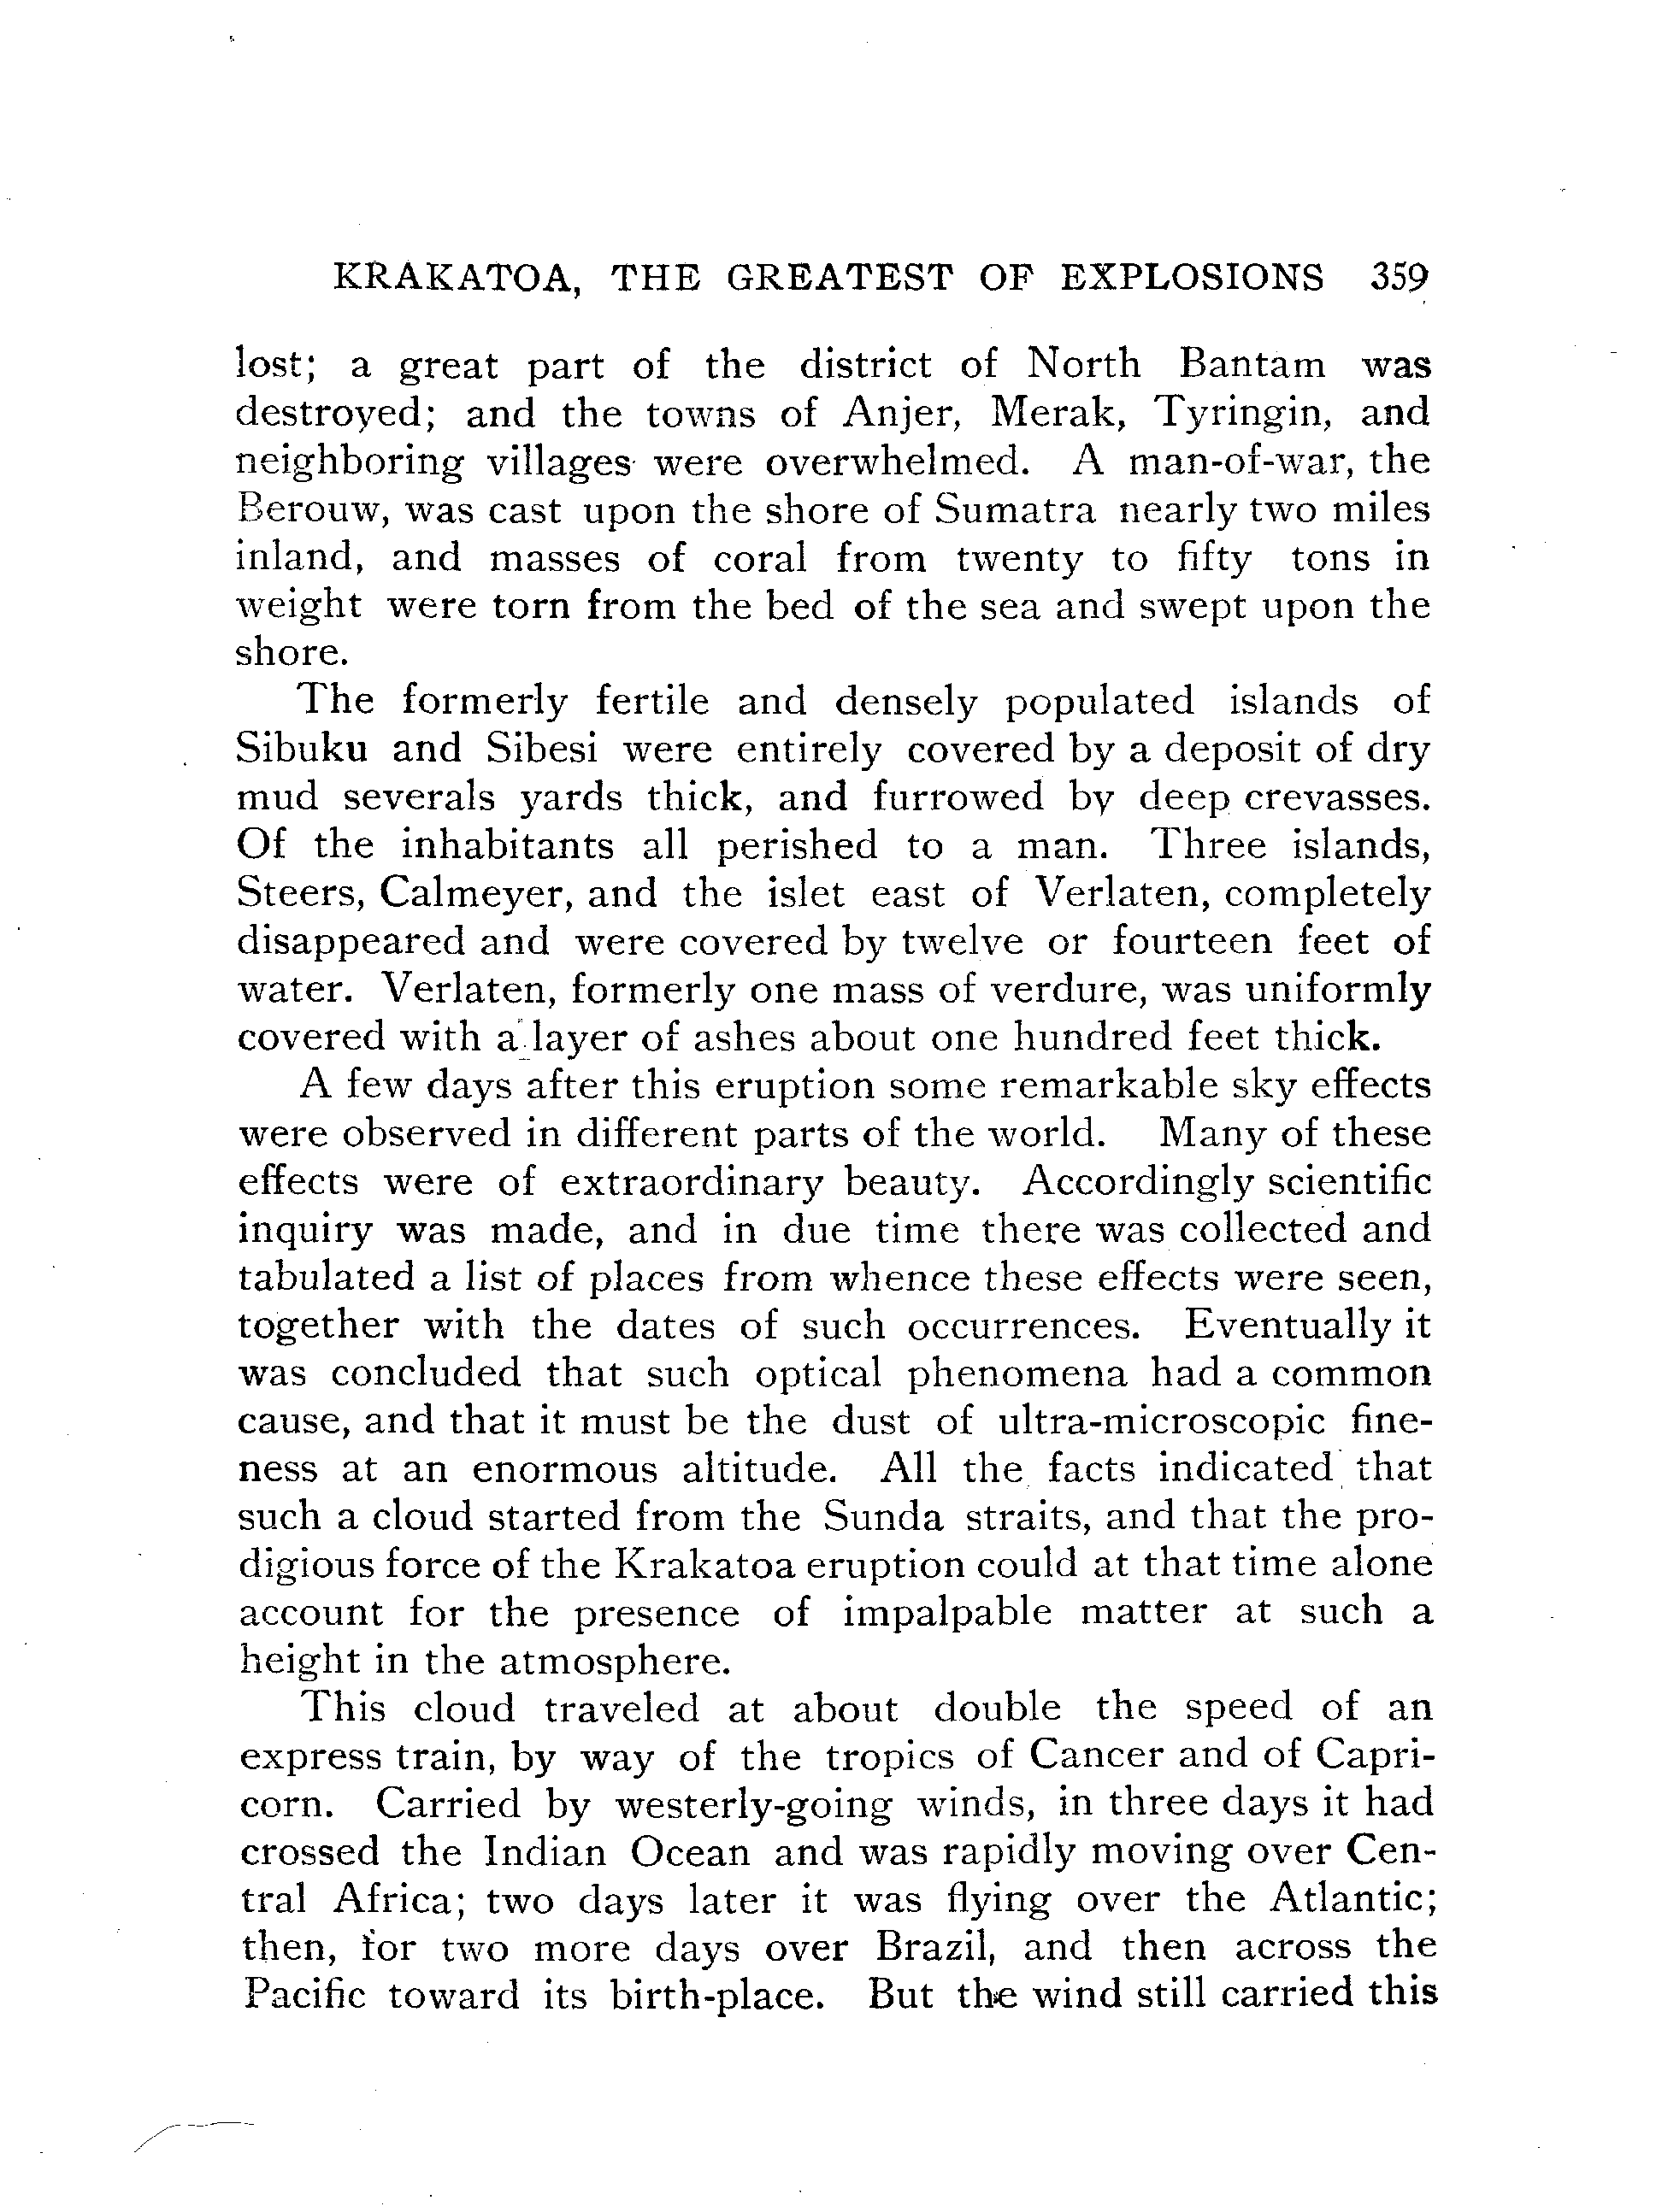 KRAKATOA, THE GREATEST OF EXPLOSIONS 359
lost; a great part of the district of North Bantam was
destroyed; and the towns of Anjer, Merak, Tyringin, and
neighboring villages were overwhelmed. A man-of-war, the
Berouw, was cast upon the shore of Sumatra nearly two miles
inland, and masses of coral from twenty to fifty tons in
weight were torn from the bed of the sea and swept upon the
shore.
The formerly fertile and densely populated islands of
Sibuku and Sibesi were entirely covered by a deposit of dry
mud severals yards thick, and furrowed by deep crevasses.
Of the inhabitants all perished to a man. Three islands,
Steers, Calmeyer, and the islet east of Verlaten, completely
disappeared and were covered by twelve or fourteen feet of
water. Verlaten, formerly one mass of verdure, was uniformly
covered with a layer of ashes about one hundred feet thick.
A few days after this eruption some remarkable sky effects
were observed in different parts of the world. Many of these
effects were of extraordinary beauty. Accordingly scientific
inquiry was made, and in due time there was collected and
tabulated a list of places from whence these effects were seen,
together with the dates of such occurrences. Eventually it
was concluded that such optical phenomena had a common
cause, and that it must be the dust of ultra-microscopic fine-
ness at an enormous altitude. All the facts indicated that
such a cloud started from the Sunda straits, and that the pro-
digious force of the Krakatoa eruption could at that time alone
account for the presence of impalpable matter at such a
height in the atmosphere.
This cloud traveled at about double the speed of an
express train, by way of the tropics of Cancer and of Capri-
corn. Carried by westerly-going winds, in three days it had
crossed the Indian Ocean and was rapidly moving over Cen-
tral Africa; two days later it was flying over the Atlantic;
then, for two more days over Brazil, and then across the
Pacific toward its birth-place. But the wind still carried this